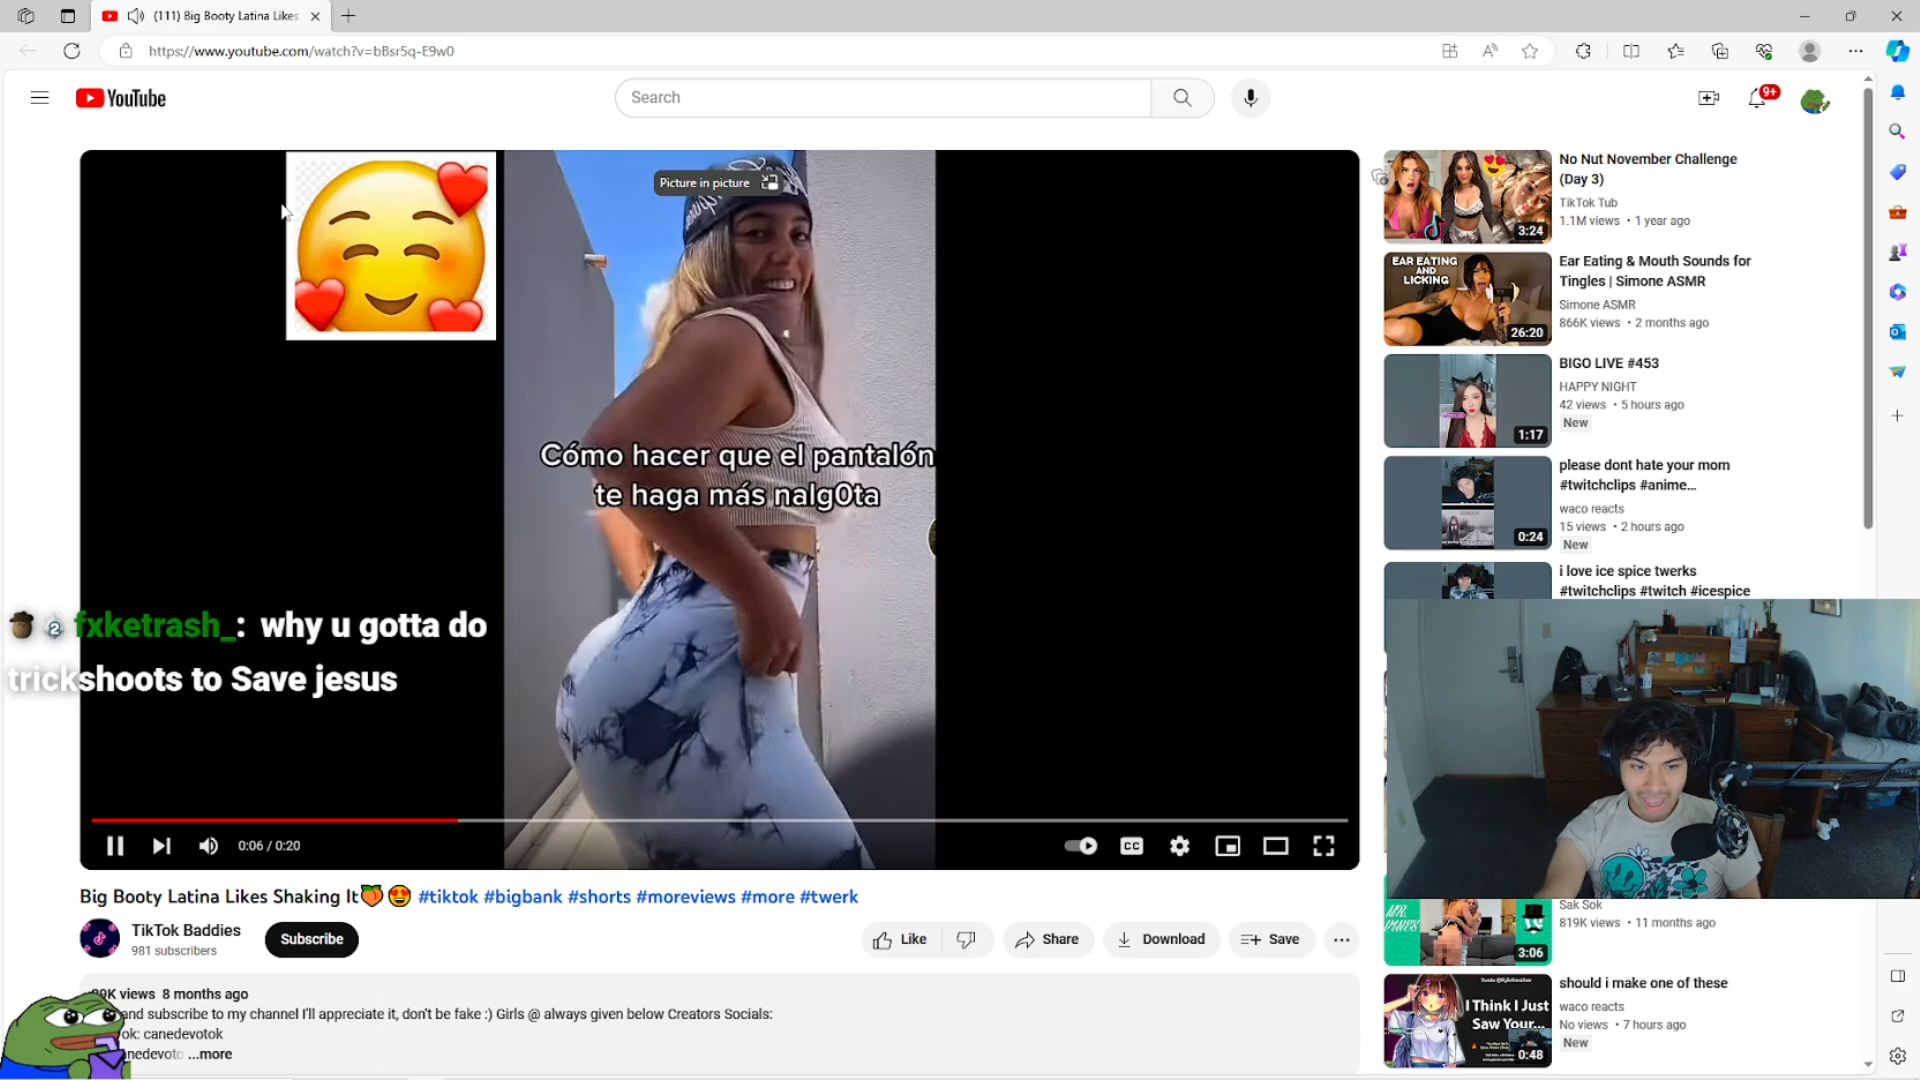 (111) Big Booty Latina Likes
https://www.youtube.com/watch?v=bBsr5q-E9w0
YouTube
Search
9+
Picture in picture
Cómo hacer que el pantalón
te haga más nalg0ta
fxketrash_: why u gotta do
trickshoots to Save jesus
0:06 / 0:20
CC
Big Booty Latina Likes Shaking It🍑 😍 #tiktok #bigbank #shorts #moreviews #more #twerk
TikTok Baddies
981 subscribers
Subscribe
Like
Share
Download
Save
K views 8 months ago
and subscribe to my channel I'll appreciate it, don't be fake :) Girls @ always given below Creators Socials:
ok: canedevotok
nedevoto ...more
No Nut November Challenge
(Day 3)
TikTok Tub
1.1M views • 1 year ago
3:24
EAR EATING
AND
LICKING
26:20
Ear Eating & Mouth Sounds for
Tingles | Simone ASMR
Simone ASMR
866K views • 2 months ago
BIGO LIVE #453
HAPPY NIGHT
42 views • 5 hours ago
New
1:17
please dont hate your mom
#twitchclips #anime...
waco reacts
15 views • 2 hours ago
New
0:24
i love ice spice twerks
#twitchclips #twitch #icespice
Sak Sok
819K views • 11 months ago
3:06
should i make one of these
waco reacts
No views • 7 hours ago
New
I Think I Just
Saw Your...
0:48